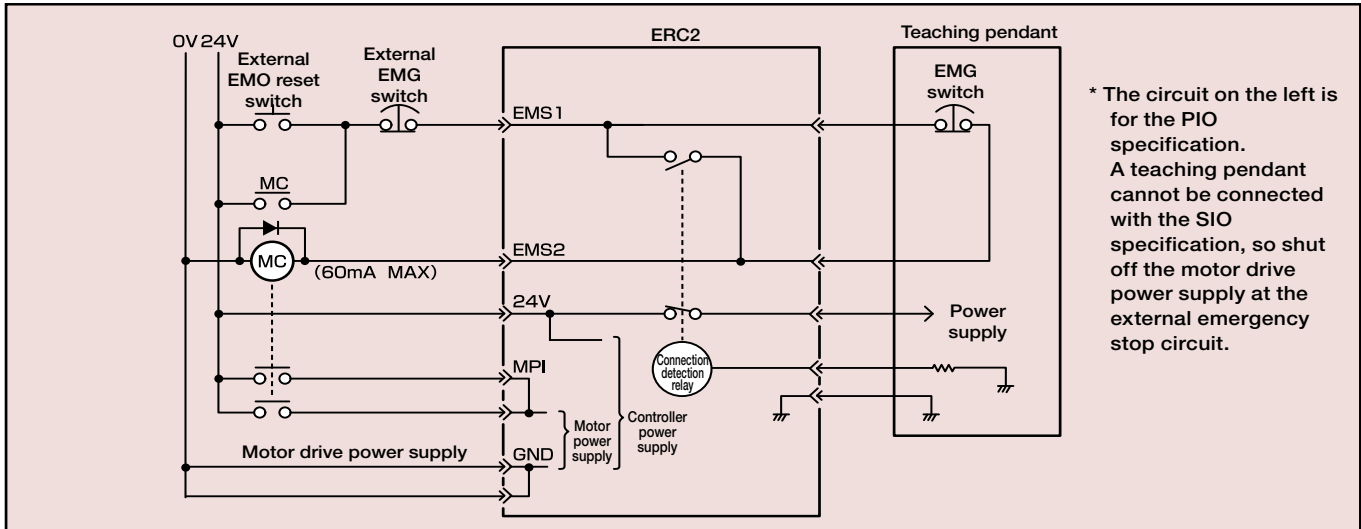 0V 24V
External
EMO reset
switch
External
EMG
switch
ERC2
Teaching pendant
EMG
switch
EMS1
MC
MC
(60mA MAX)
EMS2
24V
Power
supply
Connection
detection
relay
MPI
Motor
power
supply
Controller
power
supply
Motor drive power supply
GND
* The circuit on the left is
for the PIO
specification.
A teaching pendant
cannot be connected
with the SIO
specification, so shut
off the motor drive
power supply at the
external emergency
stop circuit.